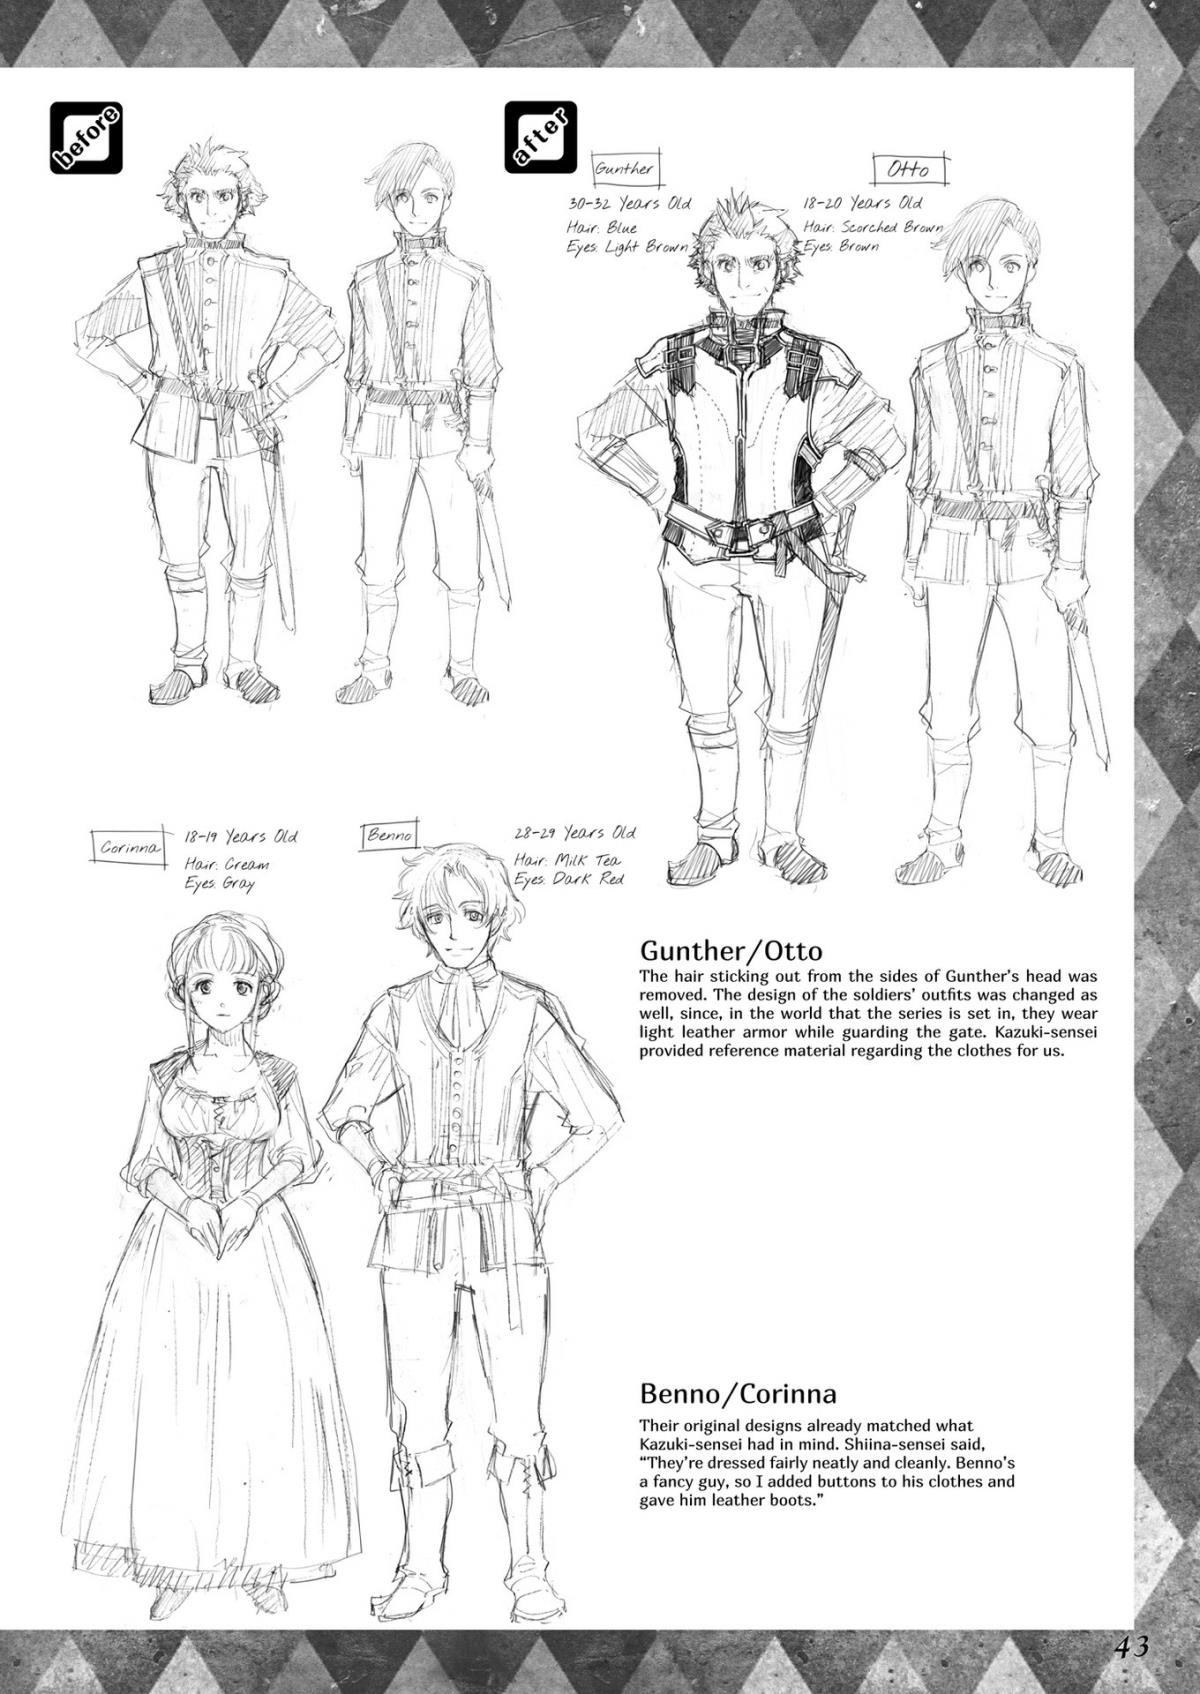 before
after
Gunther
30-32 Years Old
Hair: Blue
Eyes: Light Brown
Otto
18-20 Years Old
Hair: Scorched Brown
Eyes: Brown
Corinna
18-19 Years Old
Hair: Cream
Eyes: Gray
Benno
28-29 Years Old
Hair: Milk Tea
Eyes: Dark Red
Gunther/Otto
The hair sticking out from the sides of Gunther's head was
removed. The design of the soldiers' outfits was changed as
well, since, in the world that the series is set in, they wear
light leather armor while guarding the gate. Kazuki-sensei
provided reference material regarding the clothes for us.
Benno/Corinna
Their original designs already matched what
Kazuki-sensei had in mind. Shiina-sensei said,
“They're dressed fairly neatly and cleanly. Benno's
a fancy guy, so I added buttons to his clothes and
gave him leather boots.”
43